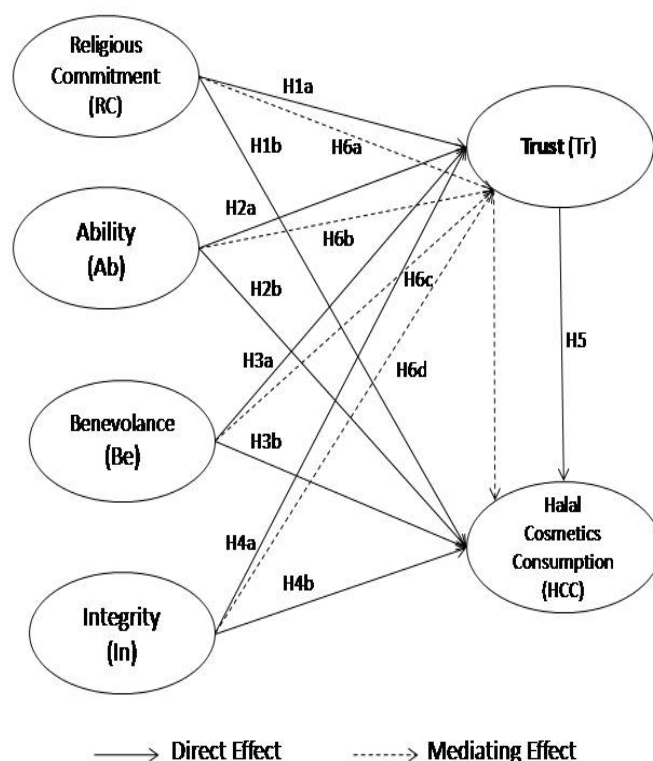 Religious
Commitment
(RC)
H1a
H1b
H6a
Trust (Tr)
Ability
(Ab)
H2a
H6b
H2b
H6c
H3a
H6d
H5
Benevolance
(Be)
H3b
Halal
Cosmetics
Consumption
(HCC)
H4a
H4b
Integrity
(In)
Direct Effect
Mediating Effect